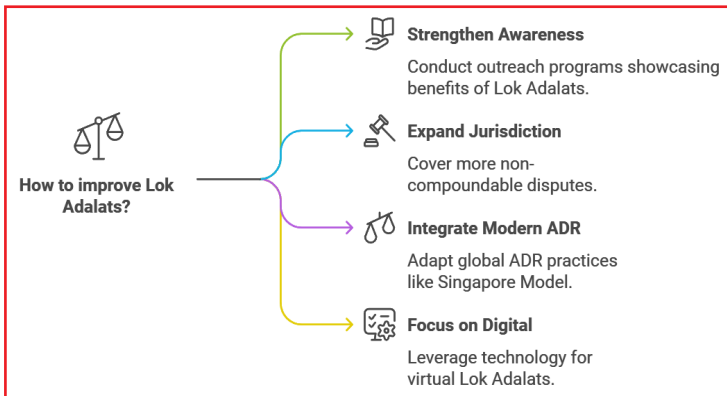 How to improve Lok
Adalats?
Strengthen Awareness
Conduct outreach programs showcasing
benefits of Lok Adalats.
Expand Jurisdiction
Cover more non-
compoundable disputes.
Integrate Modern ADR
Adapt global ADR practices
like Singapore Model.
Focus on Digital
Leverage technology for
virtual Lok Adalats.